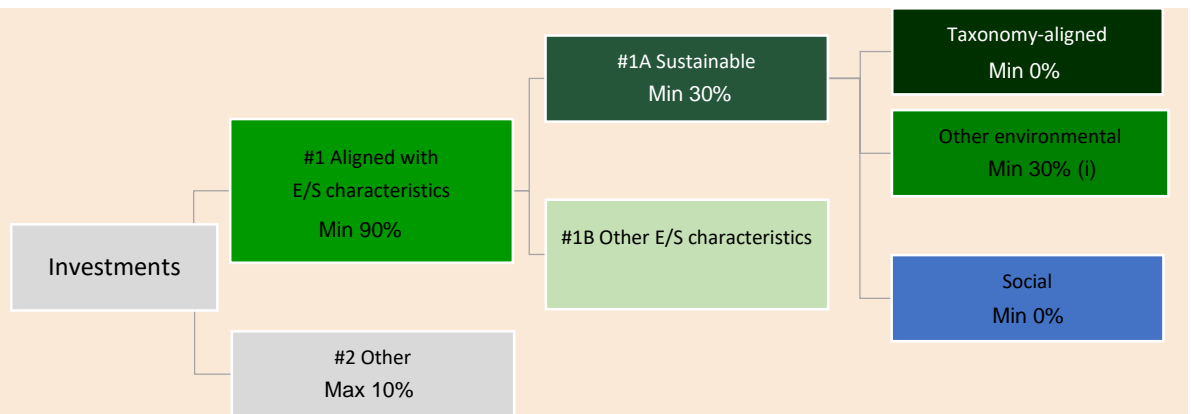 Investments
#1 Aligned with
E/S characteristics
Min 90%
#2 Other
Max 10%
#1A Sustainable
Min 30%
#1B Other E/S characteristics
Taxonomy-aligned
Min 0%
Other environmental
Min 30% (i)
Social
Min 0%